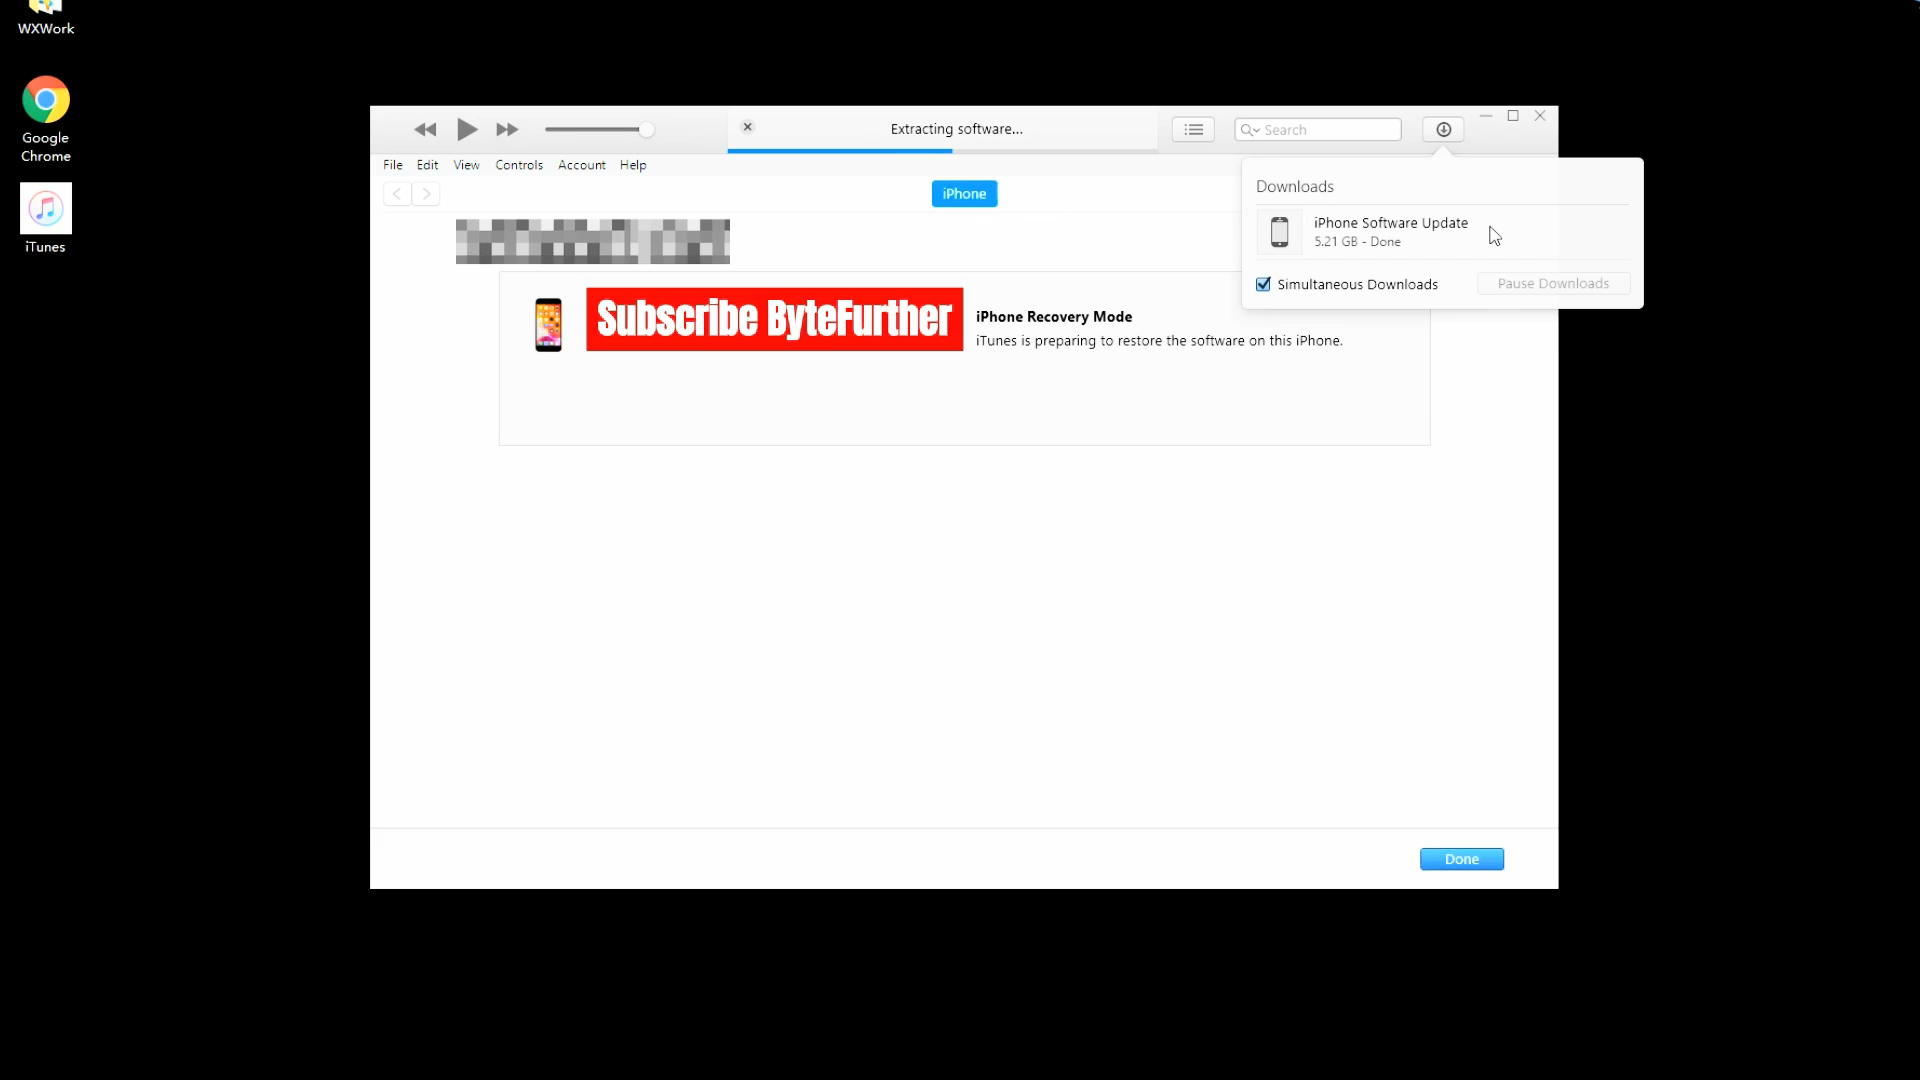 WXWork
Google
Chrome
iTunes
Extracting software...
Search
File Edit View Controls Account Help
iPhone
Downloads
iPhone Software Update
5.21 GB - Done
Simultaneous Downloads
Pause Downloads
Subscribe ByteFurther
iPhone Recovery Mode
iTunes is preparing to restore the software on this iPhone.
Done